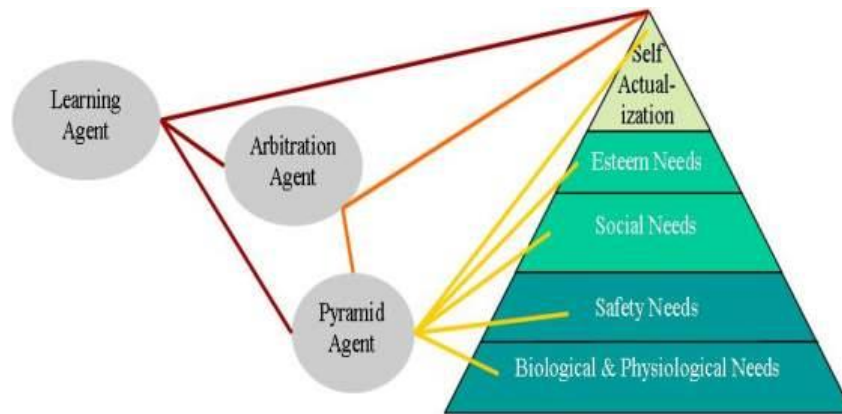 Learning
Agent
Arbitration
Agent
Pyramid
Agent
Self
Actual-
ization
Esteem Needs
Social Needs
Safety Needs
Biological & Physiological Needs